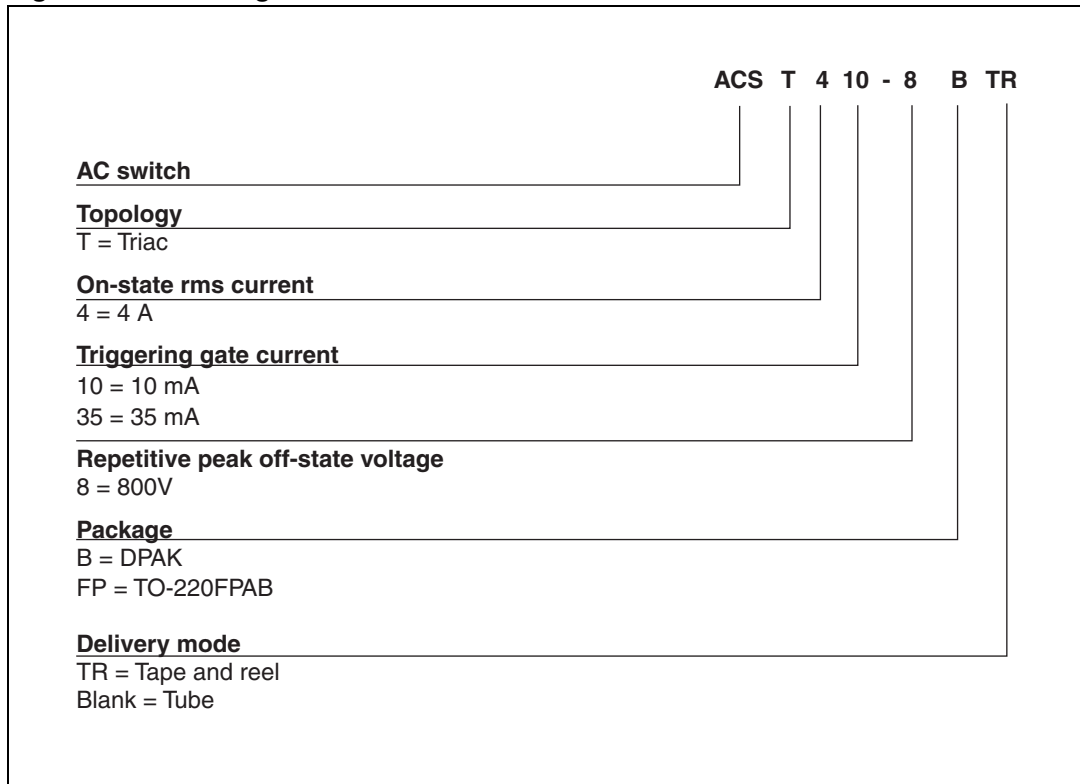 ACS T 4 10 - 8 B TR
AC switch
Topology
T = Triac
On-state rms current
4 = 4 A
Triggering gate current
10 = 10 mA
35 = 35 mA
Repetitive peak off-state voltage
8 = 800V
Package
B = DPAK
FP = TO-220FPAB
Delivery mode
TR = Tape and reel
Blank = Tube